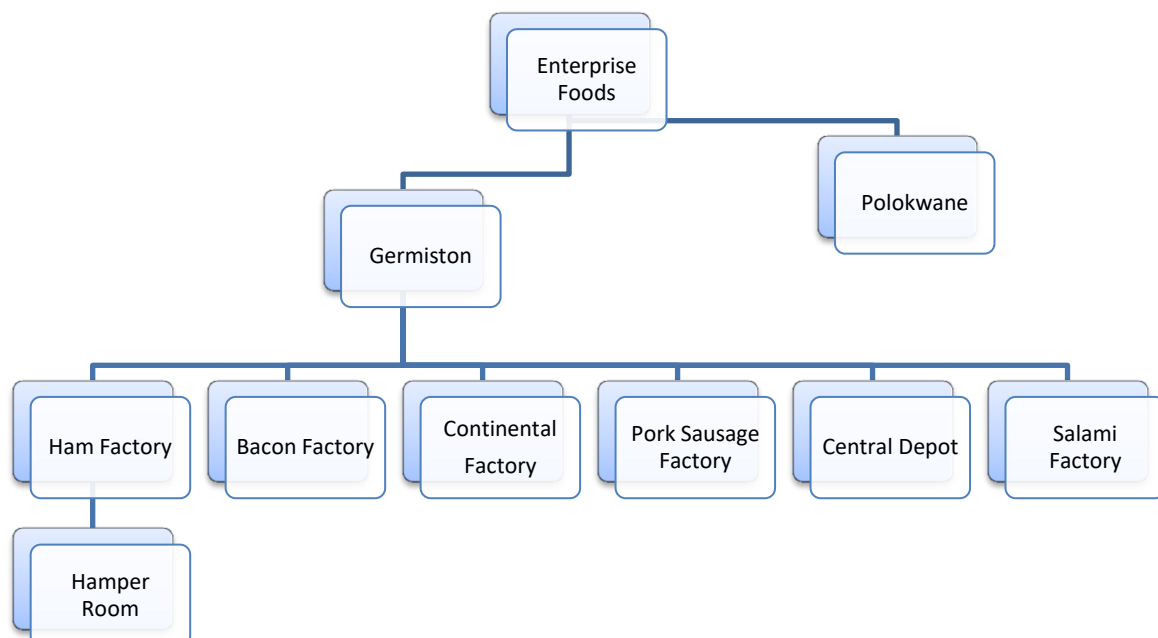 Enterprise
Foods
Polokwane
Germiston
Ham Factory
Bacon Factory
Continental
Factory
Pork Sausage
Factory
Central Depot
Salami
Factory
Hamper
Room